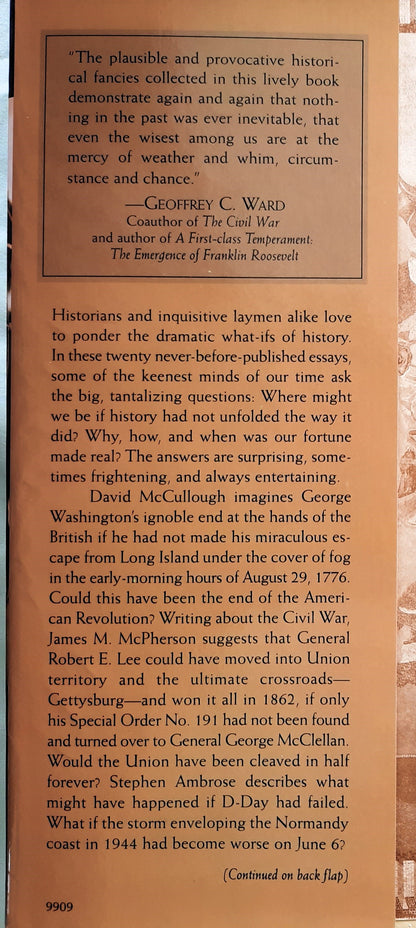 "The plausible and provocative histori-
cal fancies collected in this lively book
demonstrate again and again that noth-
ing in the past was ever inevitable, that
even the wisest among us are at the
mercy of weather and whim, circum-
stance and chance."
—GEOFFREY C. WARD
Coauthor of The Civil War
and author of A First-class Temperament:
The Emergence of Franklin Roosevelt
Historians and inquisitive laymen alike love
to ponder the dramatic what-ifs of history.
In these twenty never-before-published essays,
some of the keenest minds of our time ask
the big, tantalizing questions: Where might
we be if history had not unfolded the way it
did? Why, how, and when was our fortune
made real? The answers are surprising, some-
times frightening, and always entertaining.
David McCullough imagines George
Washington's ignoble end at the hands of the
British if he had not made his miraculous es-
cape from Long Island under the cover of fog
in the early-morning hours of August 29, 1776.
Could this have been the end of the Ameri-
can Revolution? Writing about the Civil War,
James M. McPherson suggests that General
Robert E. Lee could have moved into Union
territory and the ultimate crossroads—
Gettysburg—and won it all in 1862, if only
his Special Order No. 191 had not been found
and turned over to General George McClellan.
Would the Union have been cleaved in half
forever? Stephen Ambrose describes what
might have happened if D-Day had failed.
What if the storm enveloping the Normandy
coast in 1944 had become worse on June 6?
(Continued on back flap)
9909